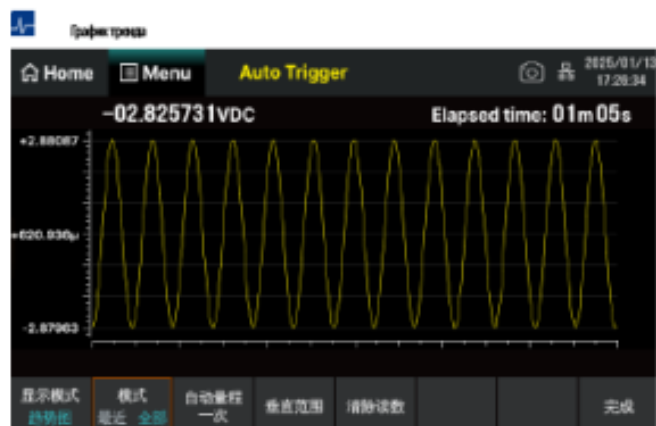 График тренда
Home Menu Auto Trigger 2025/01/13
17:28:34
-02.825731VDC Elapsed time: 01m05s
+2.88087
+620.936µ
-2.87963
显示模式 模式 自动量程 垂直范围 清除读数 完成
趋势图 最近 全部 一次